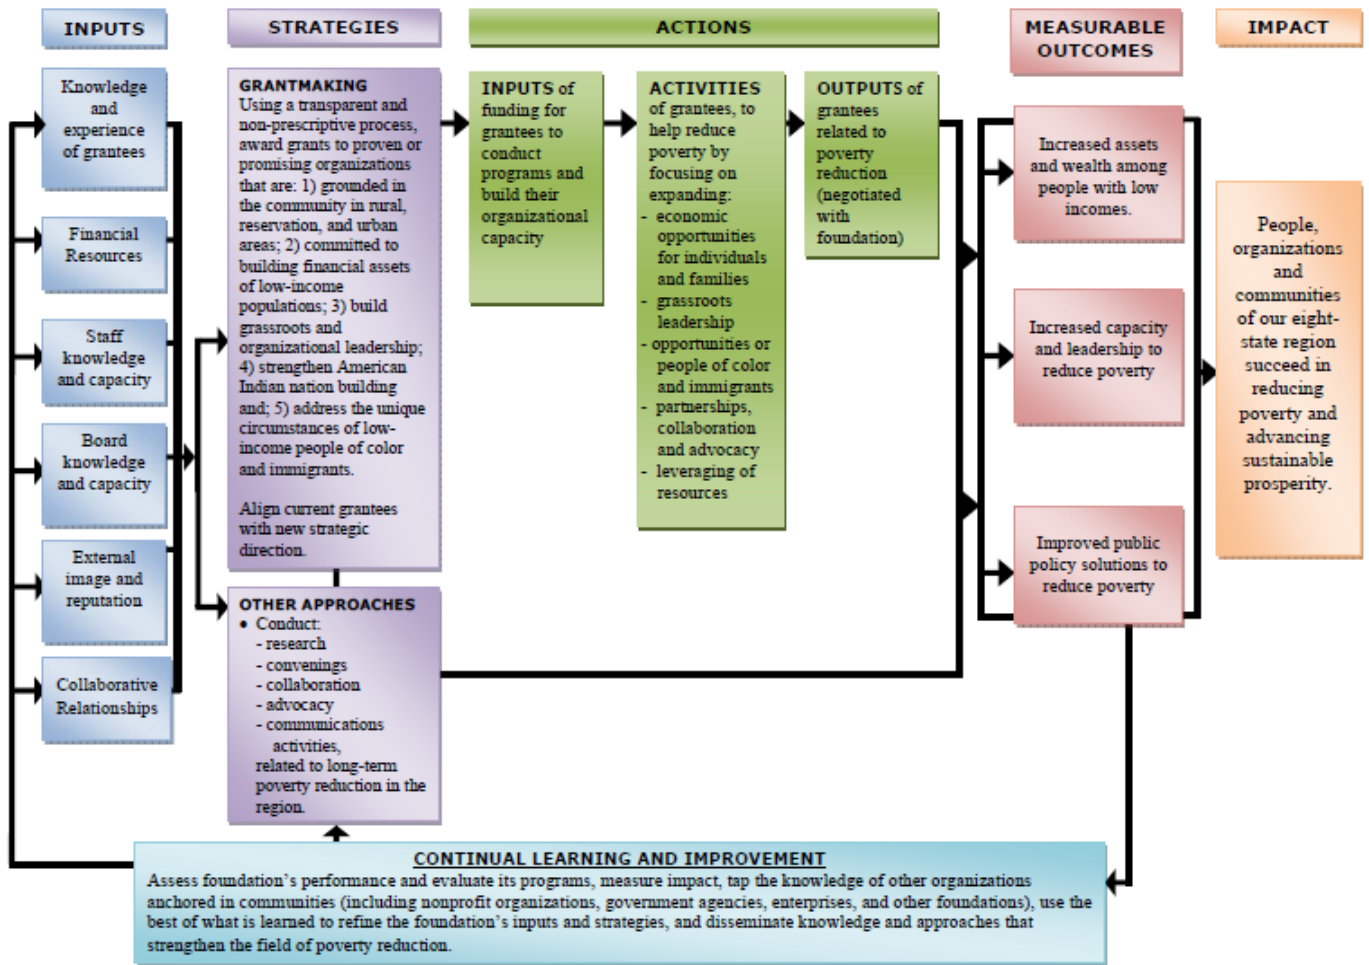 INPUTS
STRATEGIES
ACTIONS
MEASURABLE
OUTCOMES
IMPACT
Knowledge
and
experience
of grantees
Financial
Resources
Staff
knowledge
and capacity
Board
knowledge
and capacity
External
image and
reputation
Collaborative
Relationships
GRANTMAKING
Using a transparent and
non-prescriptive process,
award grants to proven or
promising organizations
that are: 1) grounded in
the community in rural,
reservation, and urban
areas; 2) committed to
building financial assets
of low-income
populations; 3) build
grassroots and
organizational leadership;
4) strengthen American
Indian nation building
and; 5) address the unique
circumstances of low-
income people of color
and immigrants.
Align current grantees
with new strategic
direction.
OTHER APPROACHES
• Conduct:
- research
- convenings
- collaboration
- advocacy
- communications
activities,
related to long-term
poverty reduction in the
region.
INPUTS of
funding for
grantees to
conduct
programs and
build their
organizational
capacity
ACTIVITIES
of grantees, to
help reduce
poverty by
focusing on
expanding:
- economic
opportunities
for individuals
and families
- grassroots
leadership
- opportunities or
people of color
and immigrants
- partnerships,
collaboration
and advocacy
- leveraging of
resources
OUTPUTS of
grantees
related to
poverty
reduction
(negotiated
with
foundation)
Increased assets
and wealth among
people with low
incomes.
Increased capacity
and leadership to
reduce poverty
Improved public
policy solutions to
reduce poverty
People,
organizations
and
communities
of our eight-
state region
succeed in
reducing
poverty and
advancing
sustainable
prosperity.
CONTINUAL LEARNING AND IMPROVEMENT
Assess foundation's performance and evaluate its programs, measure impact, tap the knowledge of other organizations
anchored in communities (including nonprofit organizations, government agencies, enterprises, and other foundations), use the
best of what is learned to refine the foundation's inputs and strategies, and disseminate knowledge and approaches that
strengthen the field of poverty reduction.